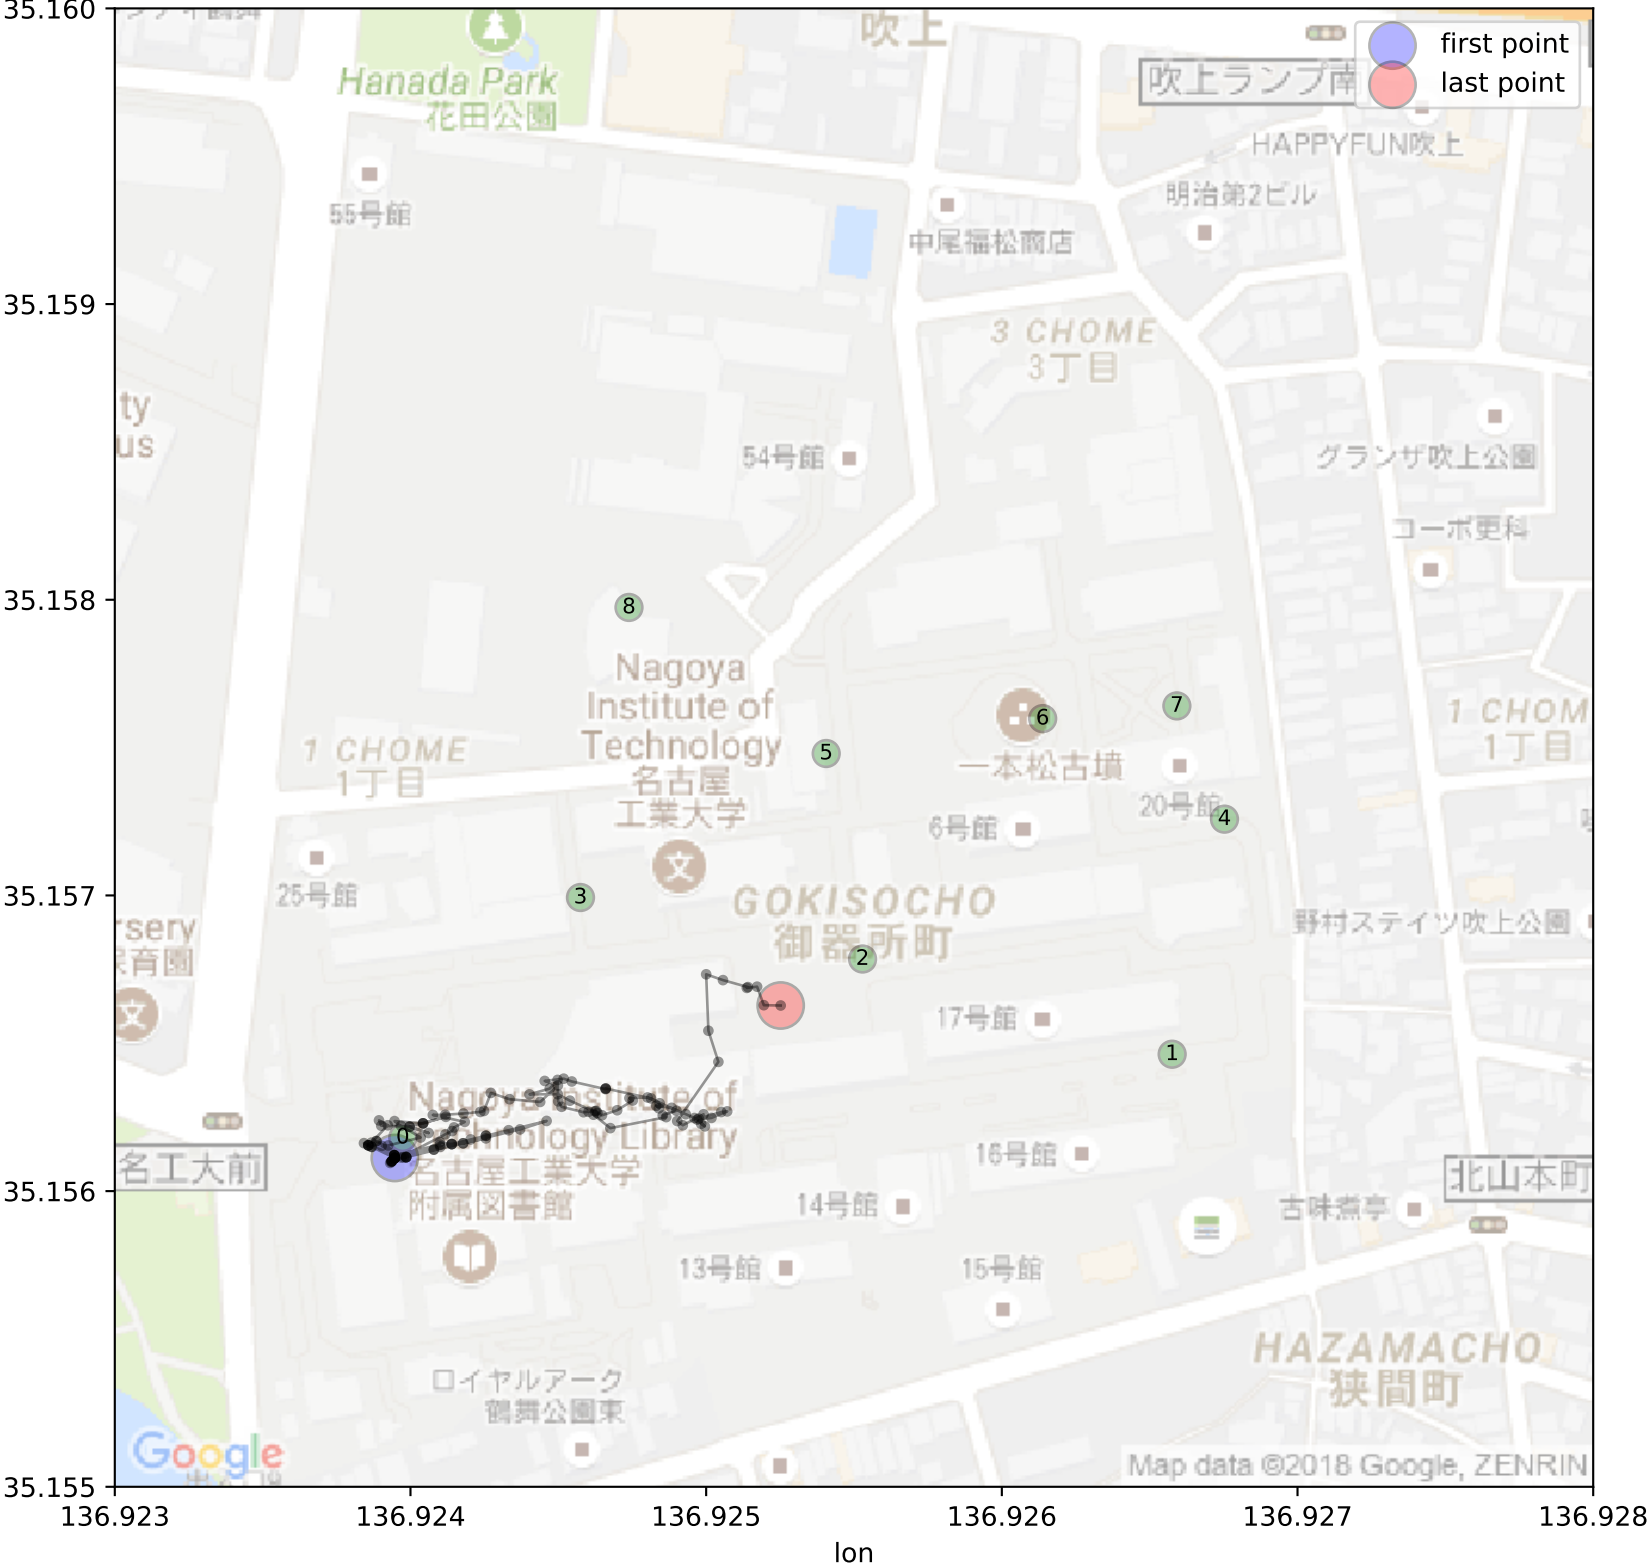 35.160
35.159
35.158
35.157
35.156
35.155
136.923
136.924
136.925
136.926
136.927
136.928
lon
first point
last point
吹上
Hanada Park
花田公園
吹上ランプ南
HAPPYFUN吹上
明治第2ビル
55号館
中尾福松商店
3 CHOME
3丁目
ty
us
54号館
グランザ吹上公園
コーポ更科
8
Nagoya
Institute of
Technology
名古屋
工業大学
7
6
5
1 CHOME
1丁目
1 CHOM
1丁目
一本松古墳
20号館
4
6号館
25号館
3
GOKISOCHO
御器所町
2
野村ステイツ吹上公園
rsery
育園
17号館
1
Nagoya Institute of
Technology Library
名古屋工業大学
附属図書館
0
名工大前
16号館
北山本町
14号館
古味煮亭
13号館
15号館
HAZAMACHO
狭間町
ロイヤルアーク
鶴舞公園東
Google
Map data ©2018 Google, ZENRIN